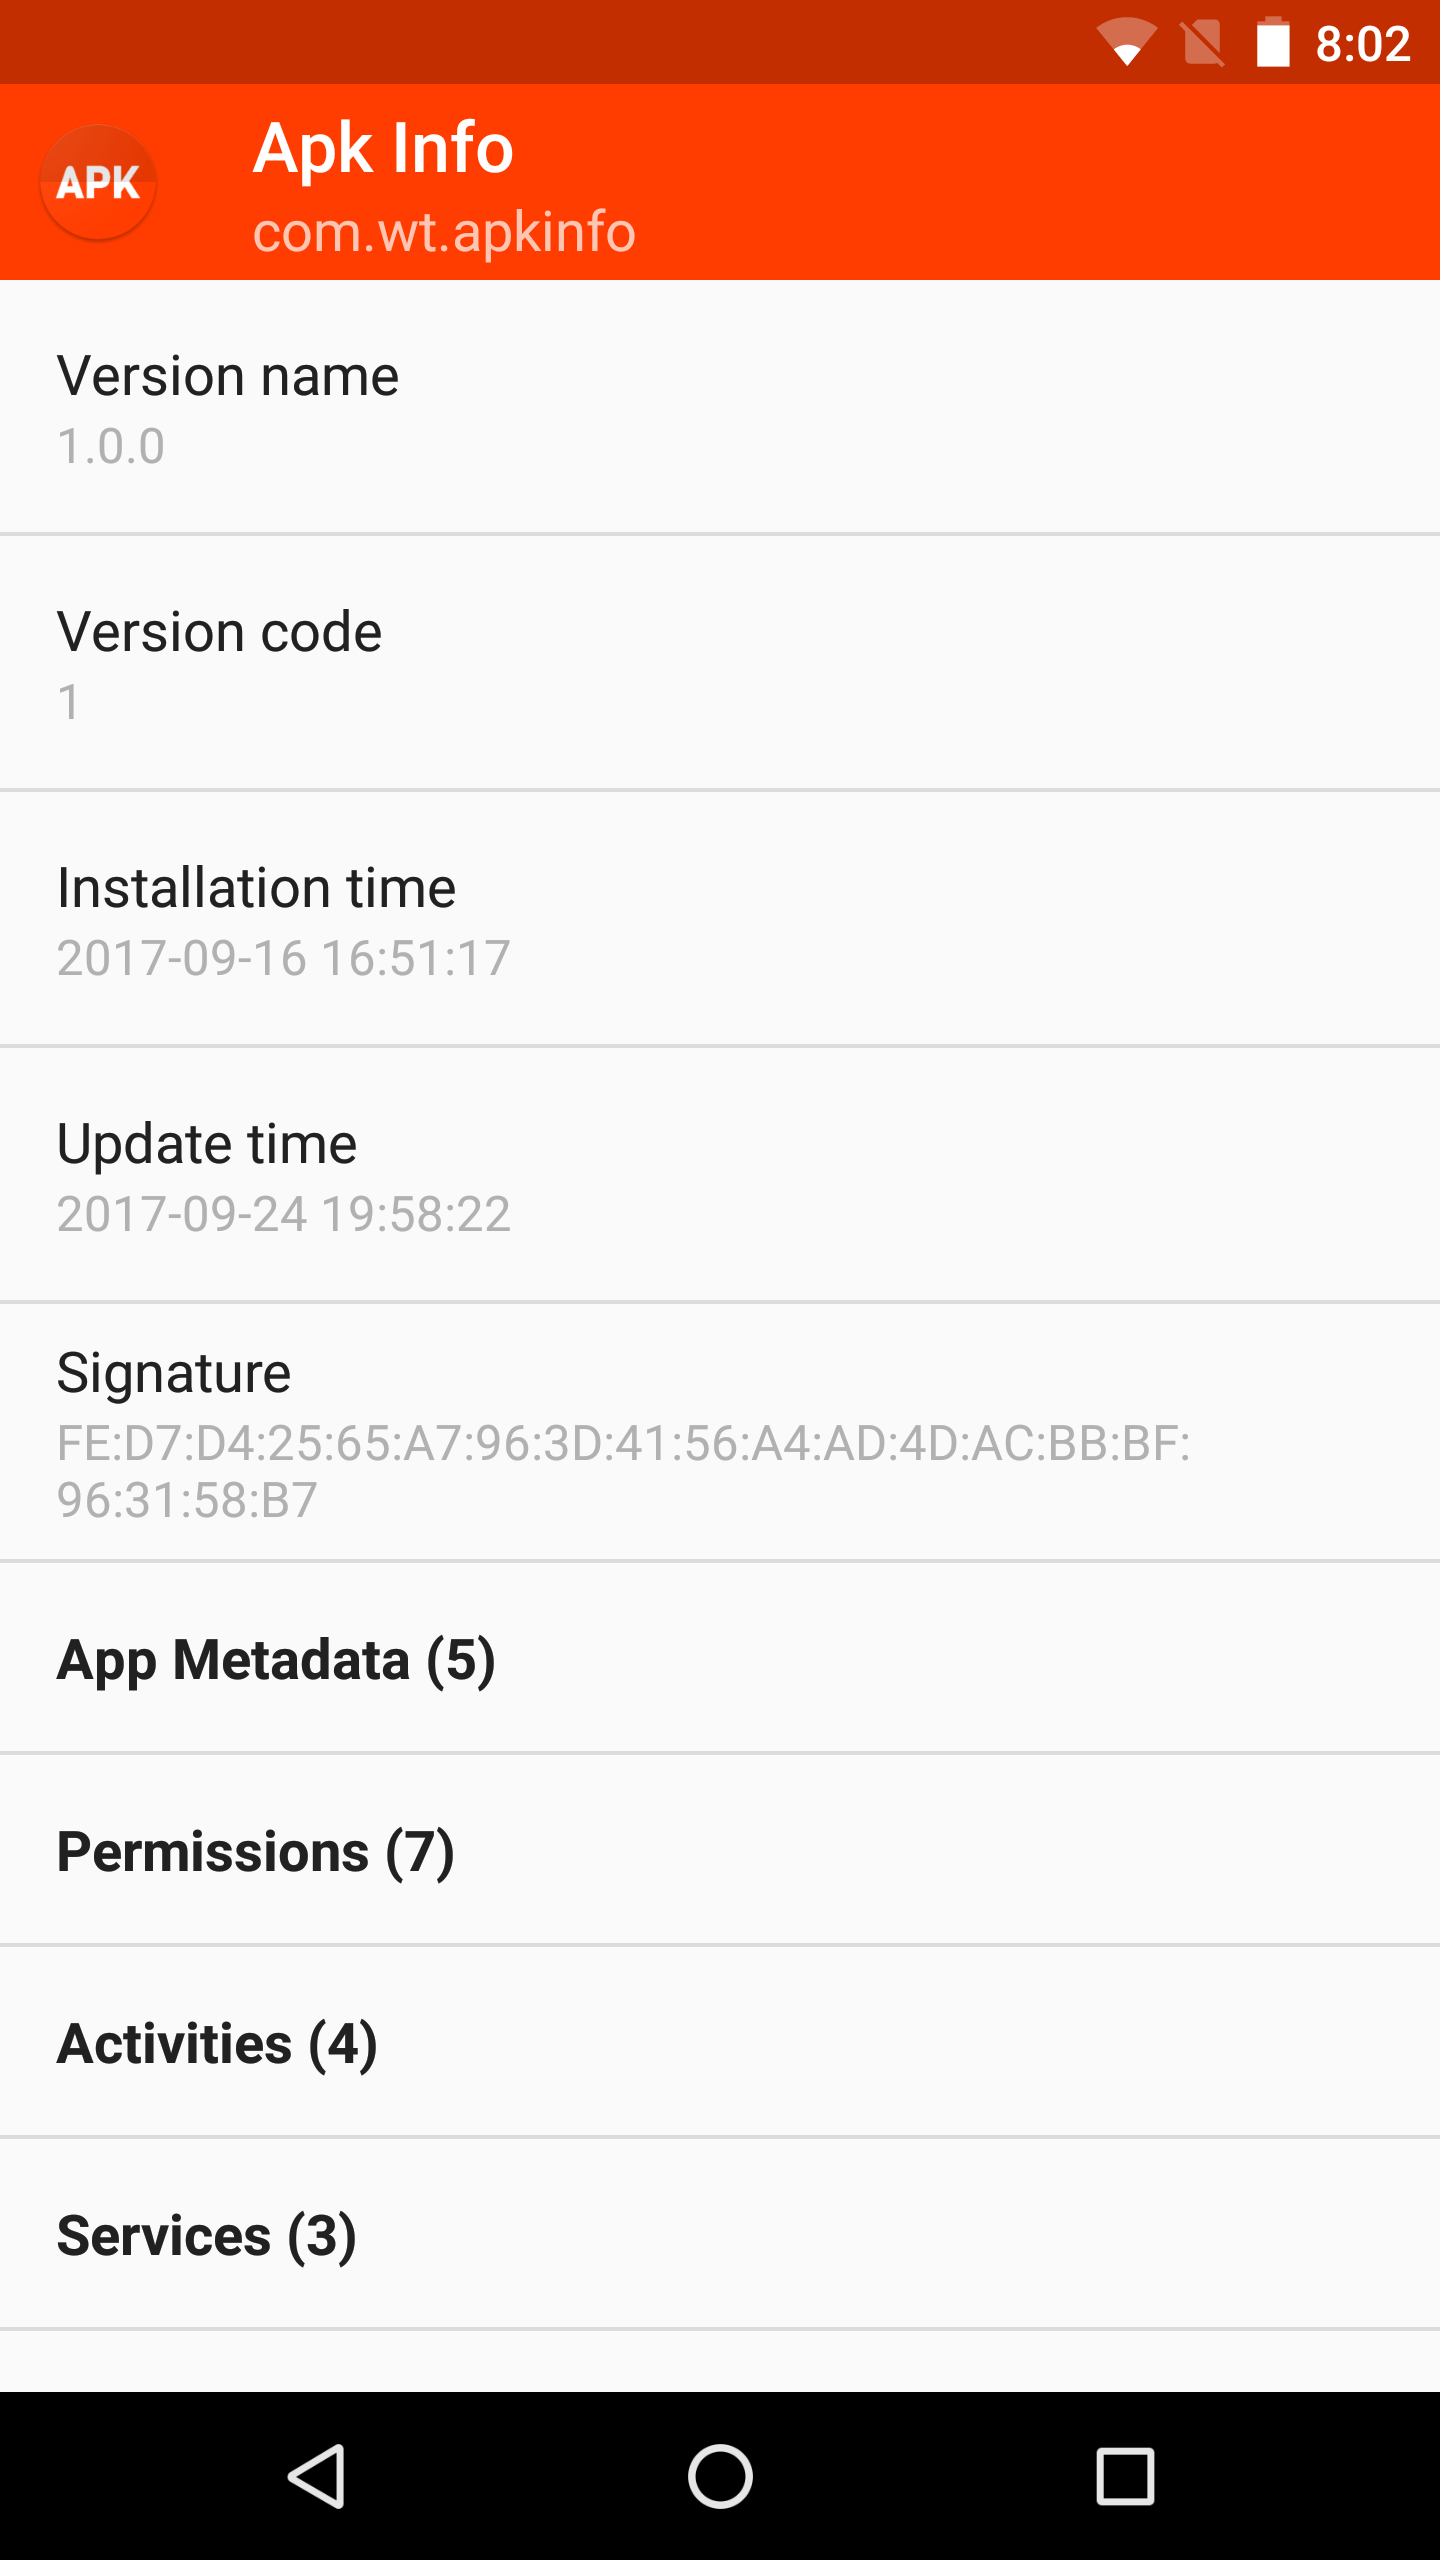 8:02
APK
Apk Info
com.wt.apkinfo
Version name
1.0.0
Version code
1
Installation time
2017-09-16 16:51:17
Update time
2017-09-24 19:58:22
Signature
FE:D7:D4:25:65:A7:96:3D:41:56:A4:AD:4D:AC:BB:BF:
96:31:58:B7
App Metadata (5)
Permissions (7)
Activities (4)
Services (3)